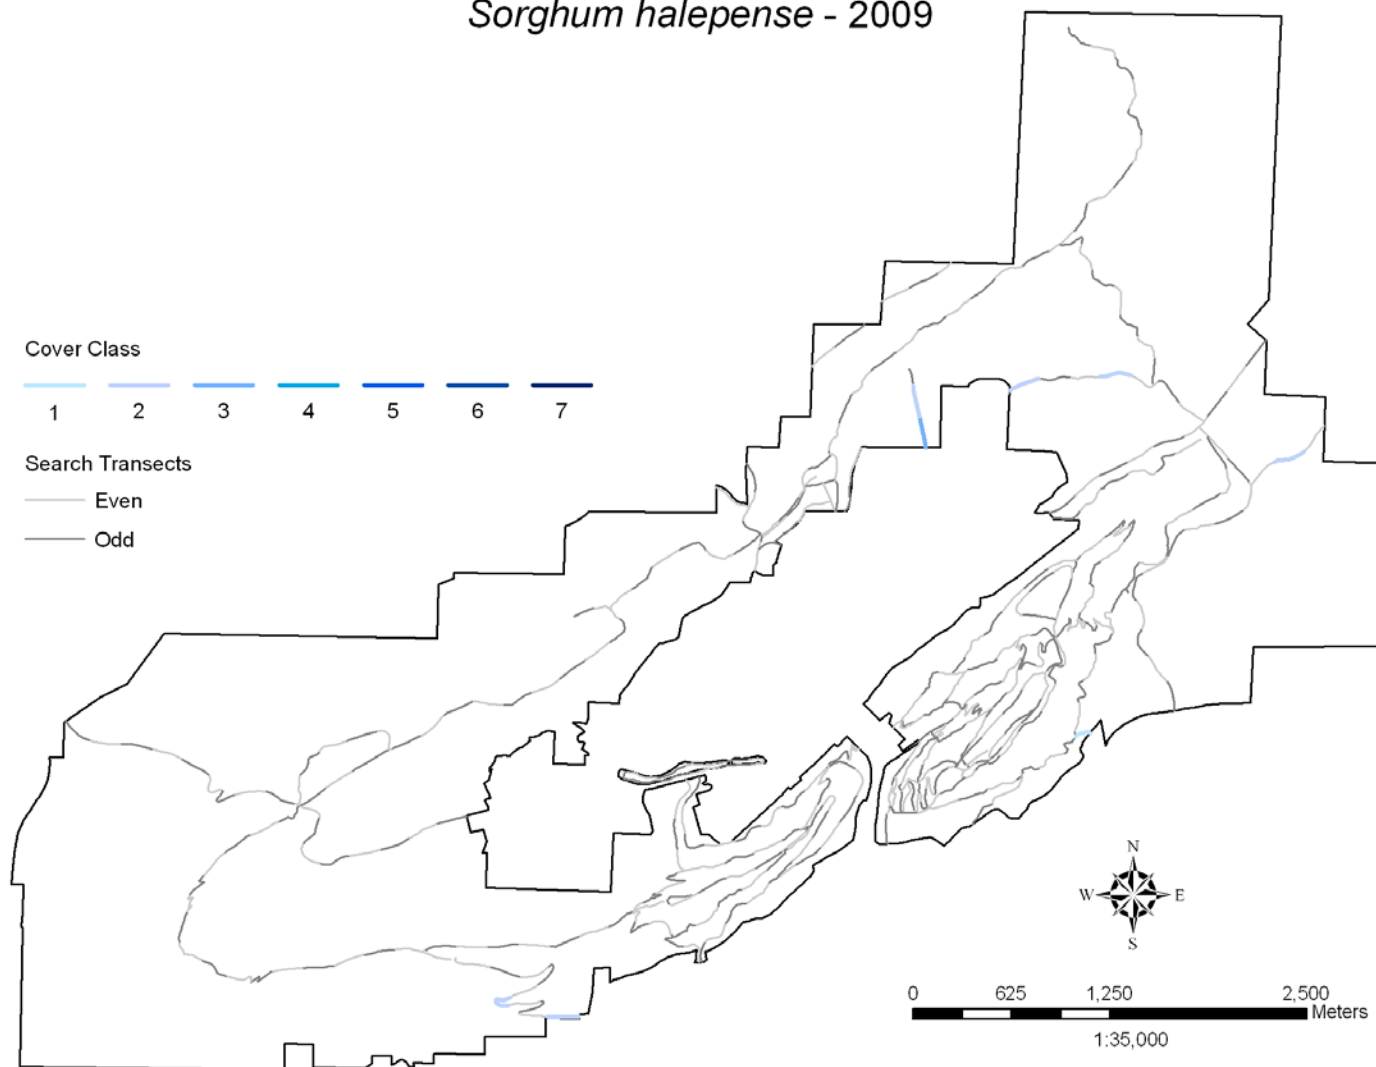 Sorghum halepense - 2009
Cover Class
1 2 3 4 5 6 7
Search Transects
Even
Odd
N
W E
S
0 625 1,250 2,500
Meters
1:35,000